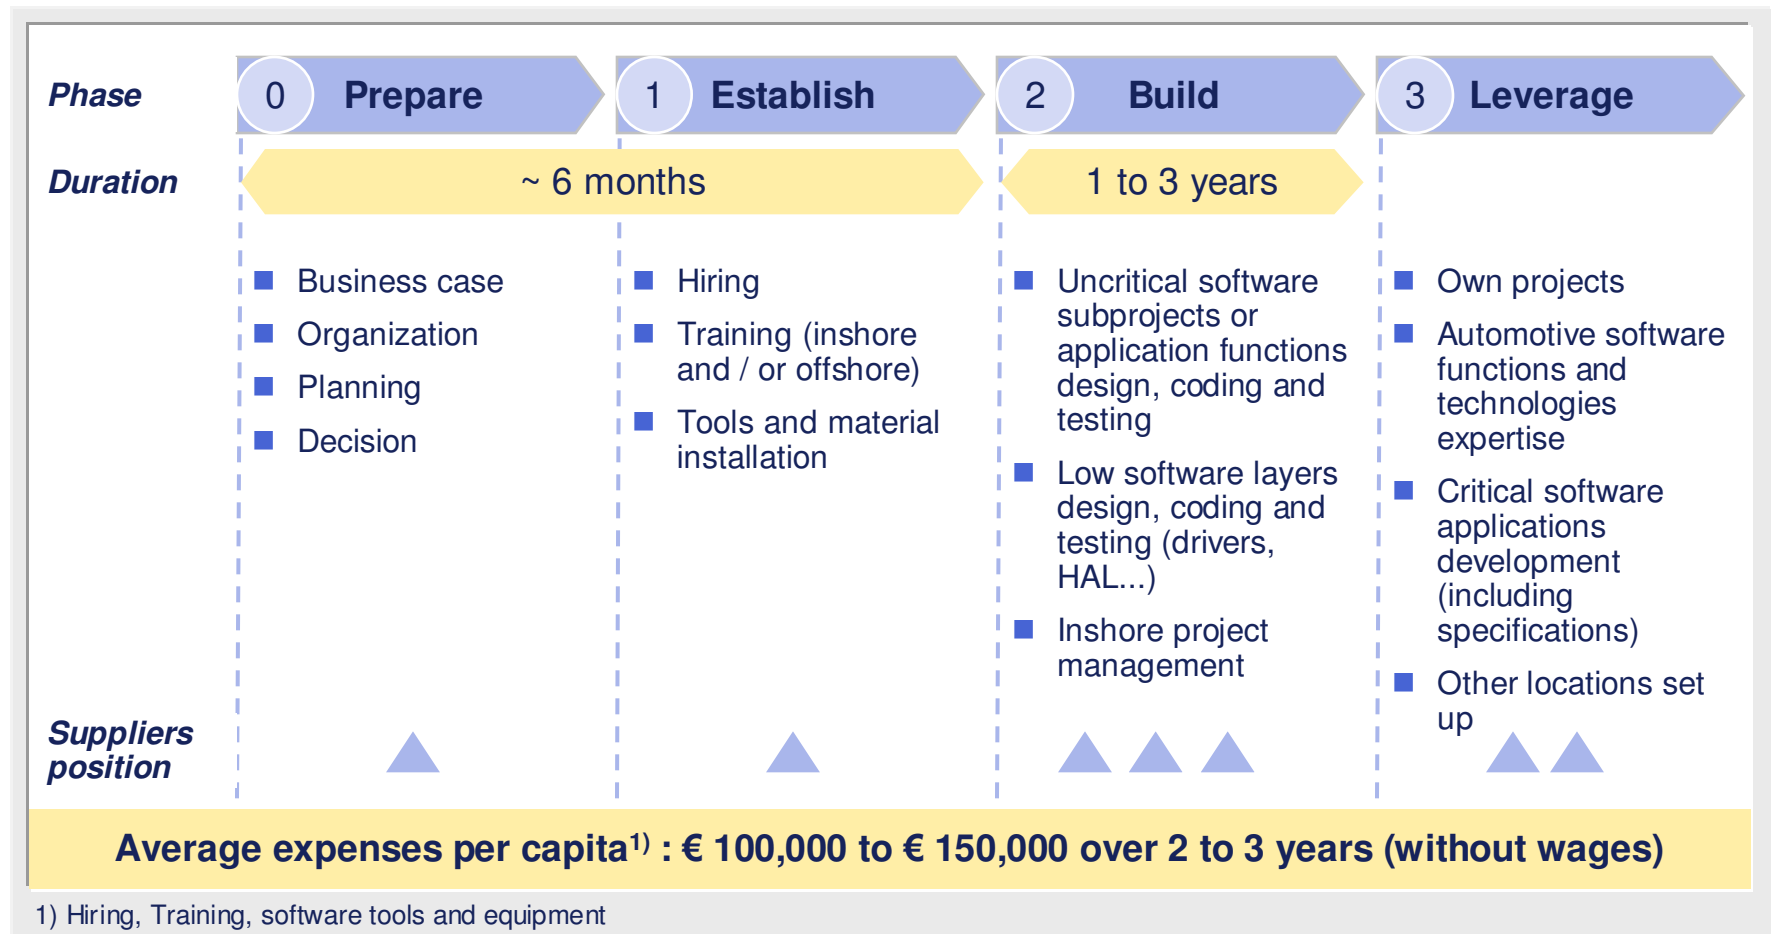 Phase
0 Prepare
1 Establish
2 Build
3 Leverage
Duration
~ 6 months
1 to 3 years
Business case
Organization
Planning
Decision
Hiring
Training (inshore
and / or offshore)
Tools and material
installation
Uncritical software
subprojects or
application functions
design, coding and
testing
Low software layers
design, coding and
testing (drivers,
HAL...)
Inshore project
management
Own projects
Automotive software
functions and
technologies
expertise
Critical software
applications
development
(including
specifications)
Other locations set
up
Suppliers
position
Average expenses per capita1) : € 100,000 to € 150,000 over 2 to 3 years (without wages)
1) Hiring, Training, software tools and equipment